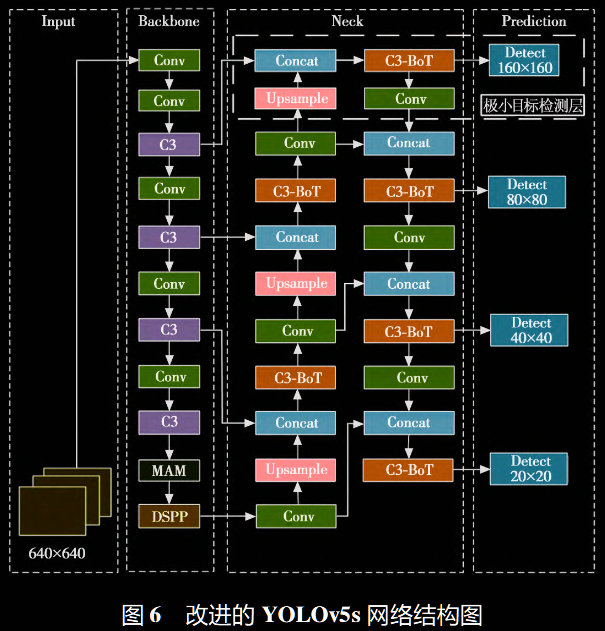 Input
Backbone
Neck
Prediction
Conv
Conv
C3
Conv
C3
Conv
C3
Conv
C3
MAM
DSPP
640×640
Concat
Upsample
Conv
C3-BoT
Concat
Upsample
Conv
C3-BoT
Concat
Upsample
Conv
C3-BoT
Conv
Concat
C3-BoT
Conv
Concat
C3-BoT
Conv
Concat
C3-BoT
Detect
160×160
极小目标检测层
Detect
80×80
Detect
40×40
Detect
20×20
图 6 改进的 YOLOv5s 网络结构图